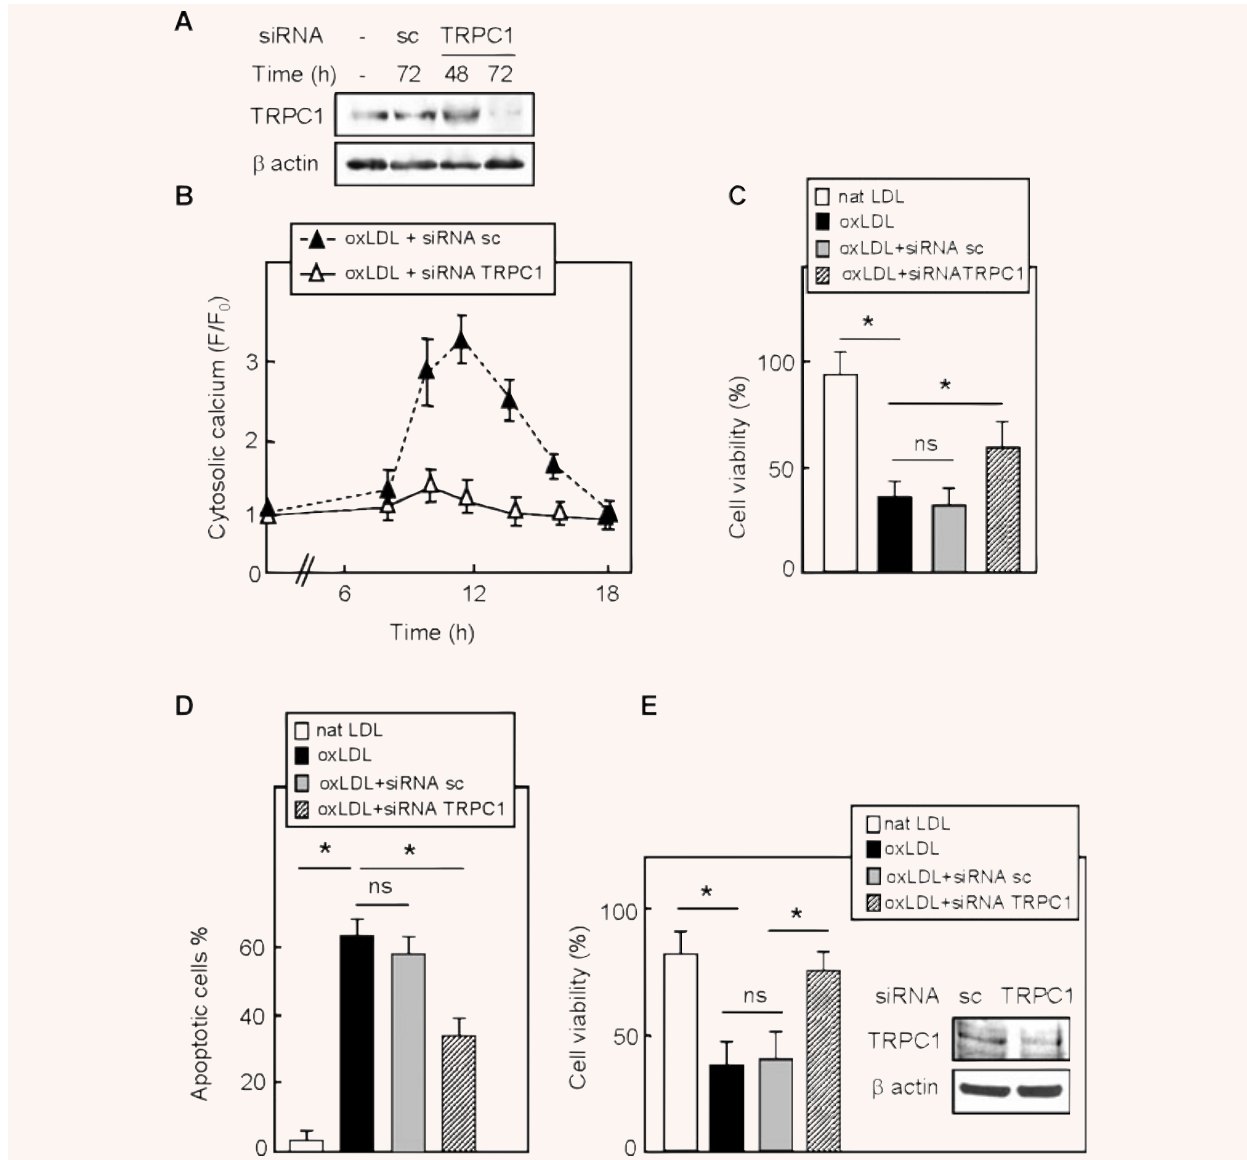 A
siRNA - sc TRPC1
Time (h) - 72 48 72
TRPC1
β actin
B
oxLDL + siRNA sc
oxLDL + siRNA TRPC1
Cytosolic calcium (F/F0)
3
2
1
0
6 12 18
Time (h)
C
nat LDL
oxLDL
oxLDL+siRNA sc
oxLDL+siRNATRPC1
*
*
ns
Cell viability (%)
100
50
0
D
nat LDL
oxLDL
oxLDL+siRNA sc
oxLDL+siRNA TRPC1
* *
ns
Apoptotic cells %
60
40
20
0
E
nat LDL
oxLDL
oxLDL+siRNA sc
oxLDL+siRNA TRPC1
*
*
ns
Cell viability (%)
100
50
0
siRNA sc TRPC1
TRPC1
β actin